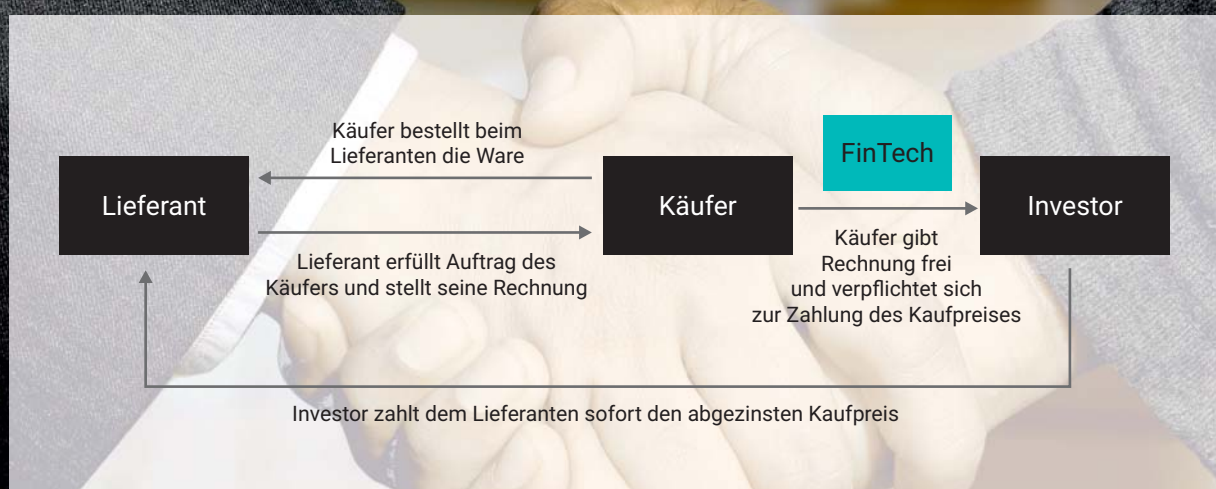 Käufer bestellt beim
Lieferanten die Ware
FinTech
Lieferant
Käufer
Investor
Lieferant erfüllt Auftrag des
Käufers und stellt seine Rechnung
Käufer gibt
Rechnung frei
und verpflichtet sich
zur Zahlung des Kaufpreises
Investor zahlt dem Lieferanten sofort den abgezinsten Kaufpreis